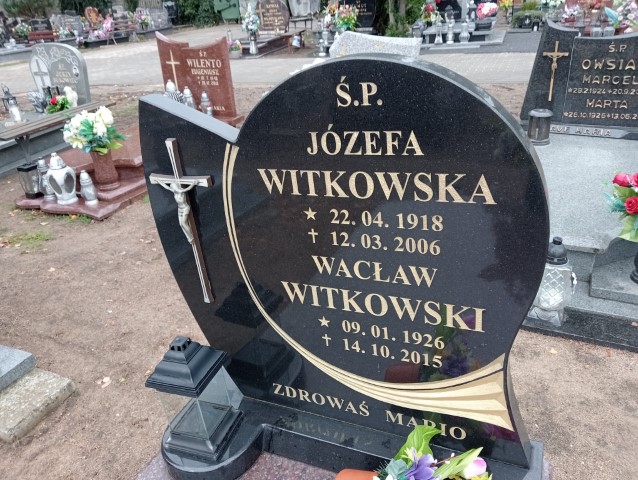 Ś.P.
JÓZEFA
WITKOWSKA
★ 22. 04. 1918
† 12. 03. 2006
WACŁAW
WITKOWSKI
★ 09. 01. 1926
† 14. 10. 2015
ZDROWAŚ MARIO
Ś.P.
WILENTO
EUGENIUSZ
Ś.P.
OWSIA
MARCEL
MARTA